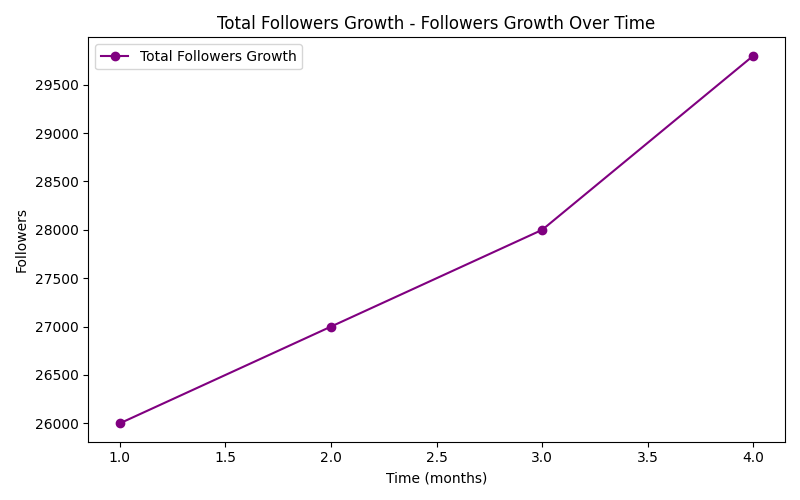 Total Followers Growth - Followers Growth Over Time
Total Followers Growth
Followers
29500
29000
28500
28000
27500
27000
26500
26000
1.0 1.5 2.0 2.5 3.0 3.5 4.0
Time (months)